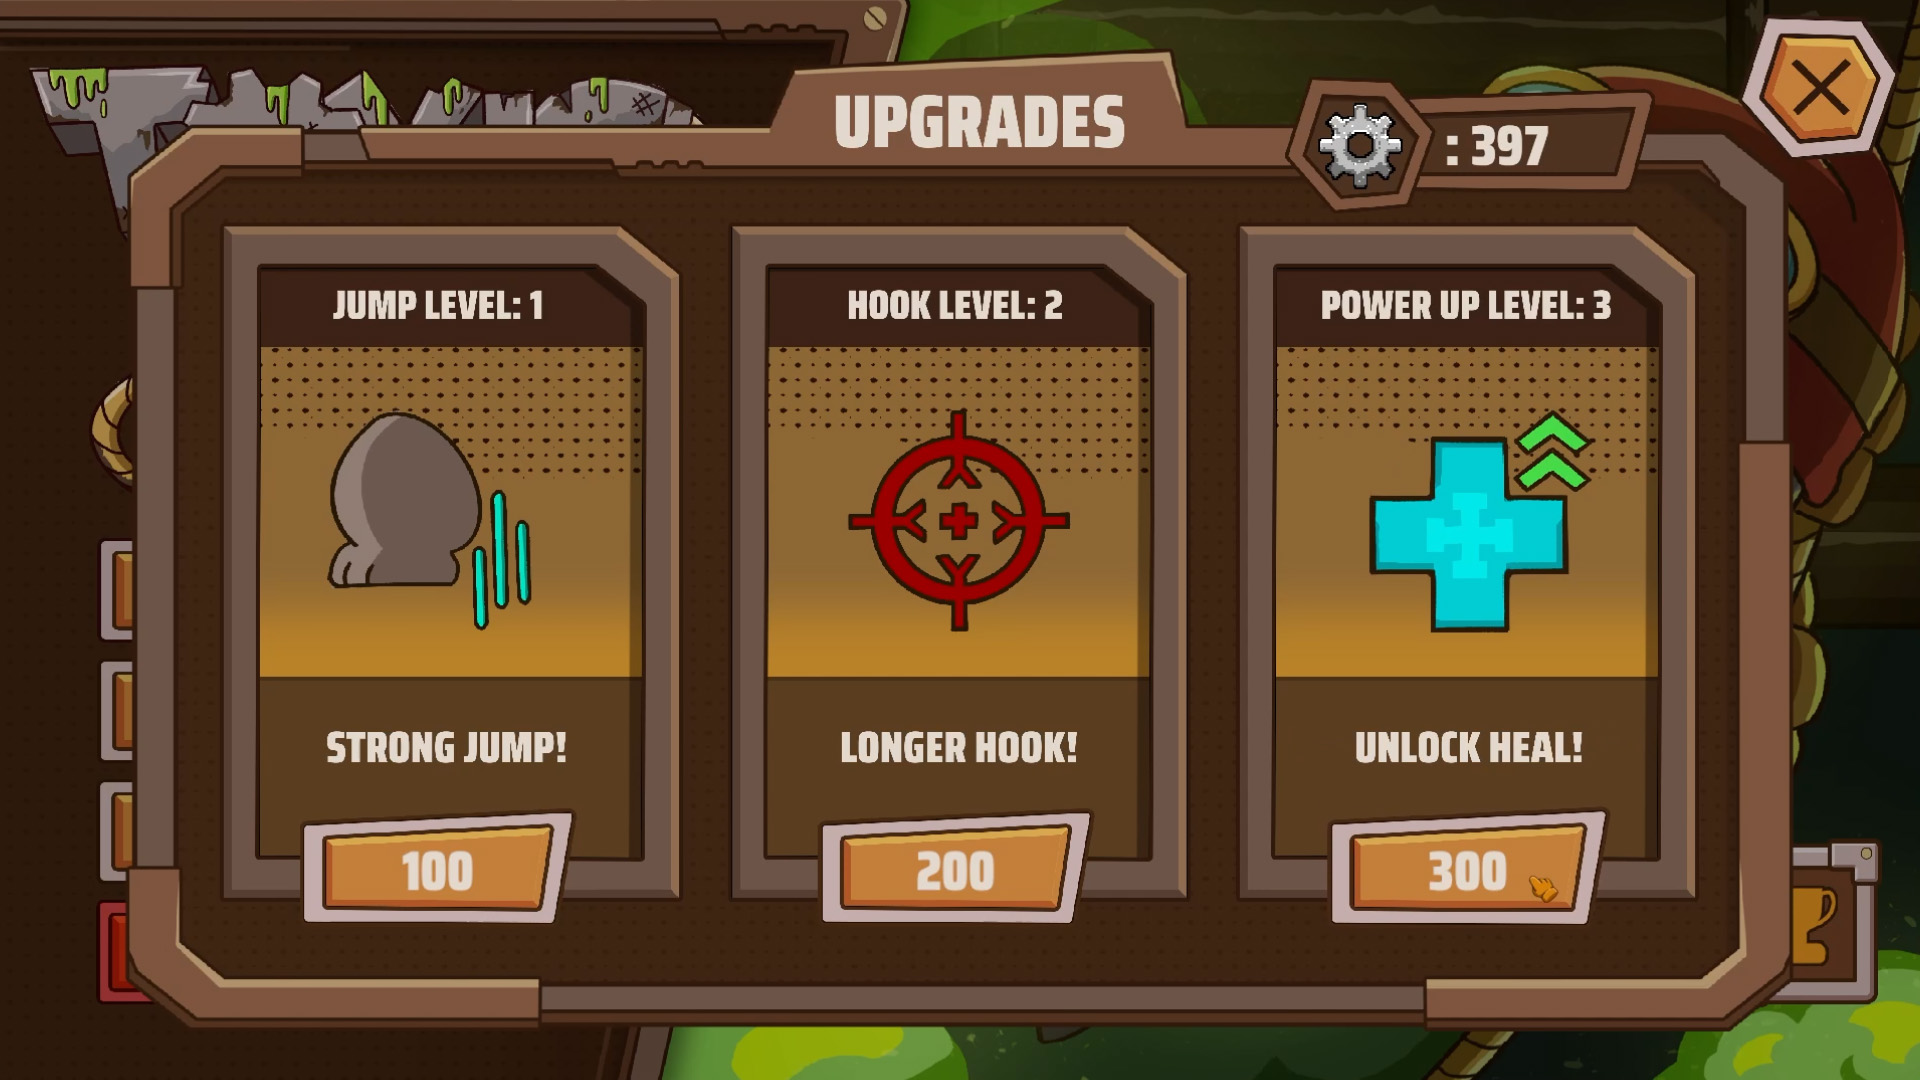 UPGRADES
: 397
JUMP LEVEL: 1
HOOK LEVEL: 2
POWER UP LEVEL: 3
STRONG JUMP!
LONGER HOOK!
UNLOCK HEAL!
100
200
300